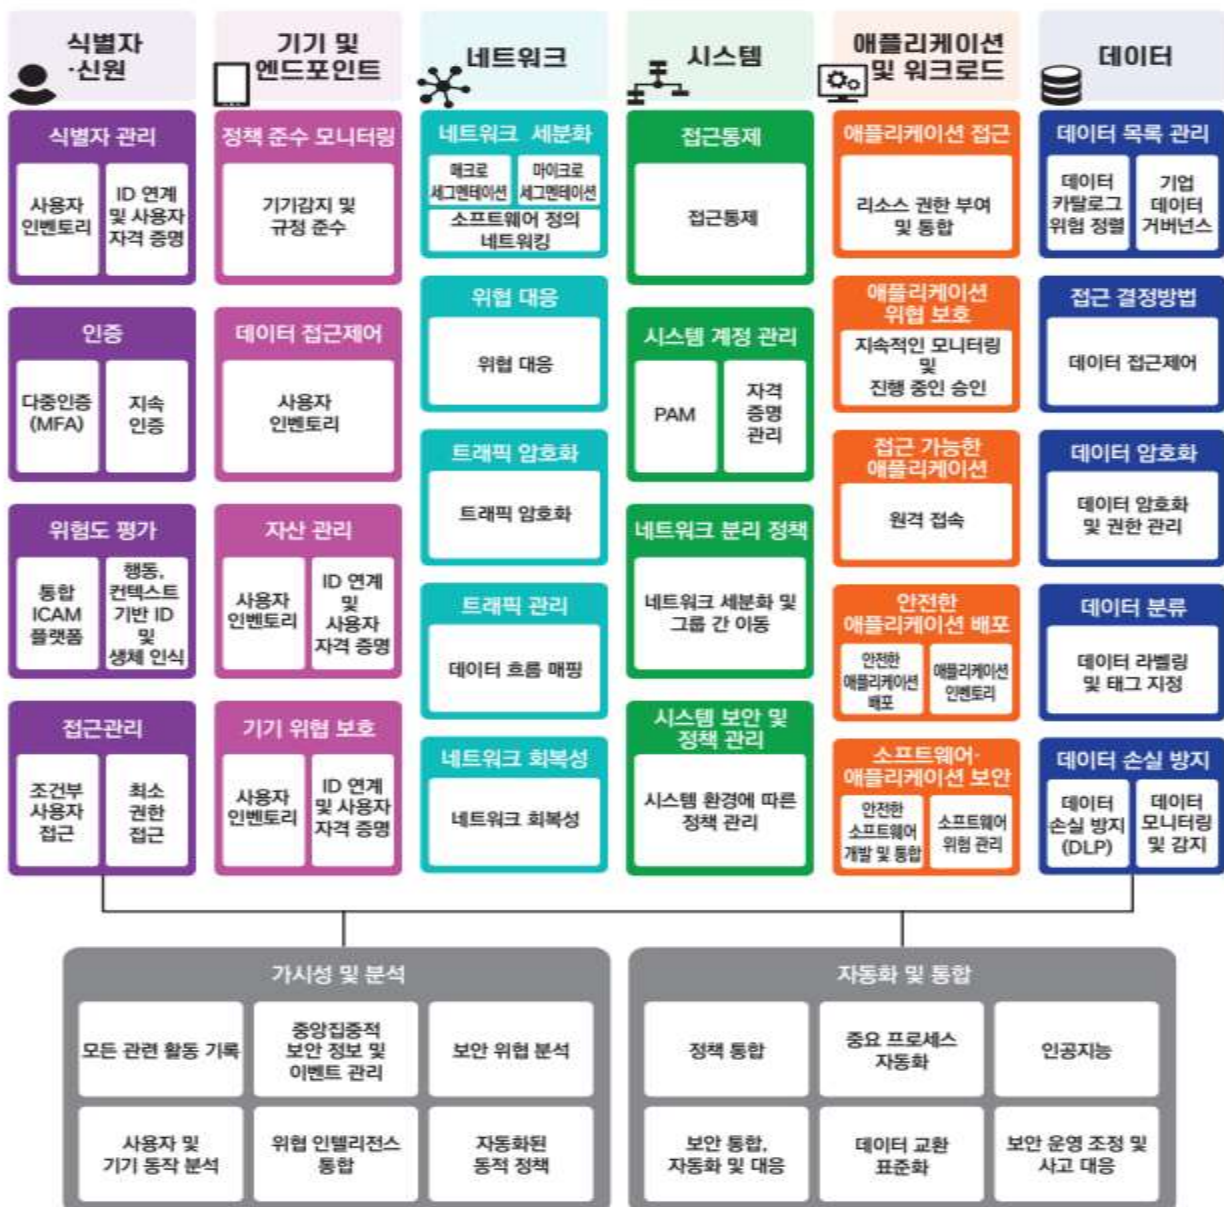 식별자
·신원
기기 및
엔드포인트
네트워크
시스템
애플리케이션
및 워크로드
데이터
식별자 관리
사용자
인벤토리
ID 연계
및 사용자
자격 증명
인증
다중인증
(MFA)
지속
인증
위험도 평가
통합
ICAM
플랫폼
행동,
컨텍스트
기반 ID
및
생체 인식
접근관리
조건부
사용자
접근
최소
권한
접근
정책 준수 모니터링
기기감지 및
규정 준수
데이터 접근제어
사용자
인벤토리
자산 관리
사용자
인벤토리
ID 연계
및
사용자
자격 증명
기기 위협 보호
사용자
인벤토리
ID 연계
및 사용자
자격 증명
네트워크 세분화
매크로
세그멘테이션
마이크로
세그멘테이션
소프트웨어 정의
네트워킹
위협 대응
위협 대응
트래픽 암호화
트래픽 암호화
트래픽 관리
데이터 흐름 매핑
네트워크 회복성
네트워크 회복성
접근통제
접근통제
시스템 계정 관리
PAM
자격
증명
관리
네트워크 분리 정책
네트워크 세분화 및
그룹 간 이동
시스템 보안 및
정책 관리
시스템 환경에 따른
정책 관리
애플리케이션 접근
리소스 권한 부여
및 통합
애플리케이션
위협 보호
지속적인 모니터링
및
진행 중인 승인
접근 가능한
애플리케이션
원격 접속
안전한
애플리케이션 배포
안전한
애플리케이션
배포
애플리케이션
인벤토리
소프트웨어·
애플리케이션 보안
안전한
소프트웨어
개발 및 통합
소프트웨어
위험 관리
데이터 목록 관리
데이터
카탈로그
위험 정렬
기업
데이터
거버넌스
접근 결정방법
데이터 접근제어
데이터 암호화
데이터 암호화
및 권한 관리
데이터 분류
데이터 라벨링
및 태그 지정
데이터 손실 방지
데이터
손실 방지
(DLP)
데이터
모니터링
및 감지
가시성 및 분석
모든 관련 활동 기록
중앙집중적
보안 정보 및
이벤트 관리
보안 위협 분석
사용자 및
기기 동작 분석
위협 인텔리전스
통합
자동화된
동적 정책
자동화 및 통합
정책 통합
중요 프로세스
자동화
인공지능
보안 통합,
자동화 및 대응
데이터 교환
표준화
보안 운영 조정 및
사고 대응